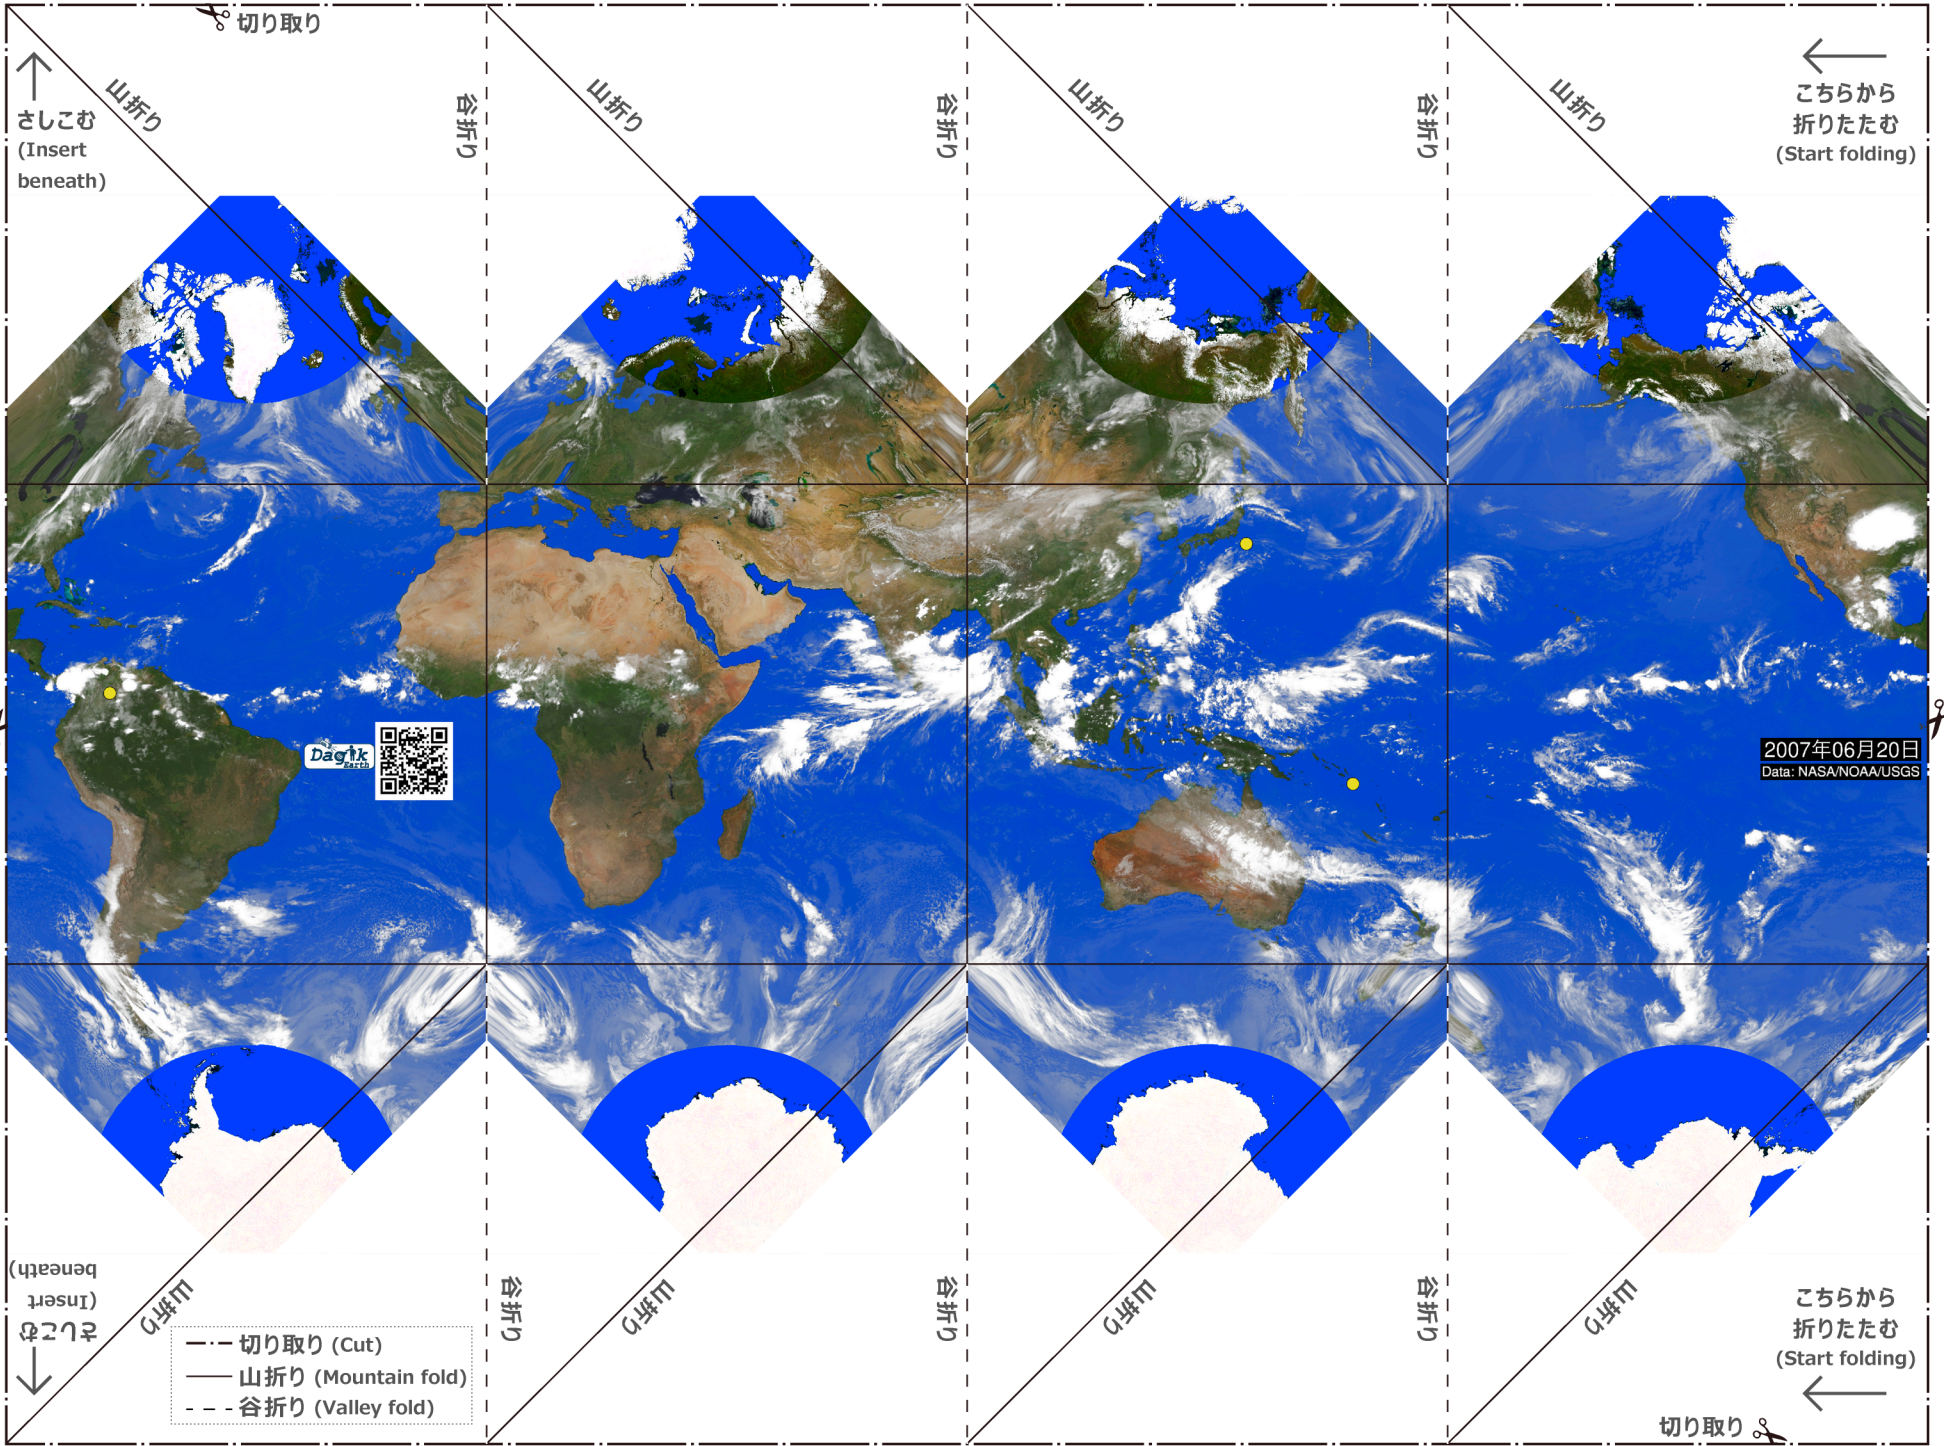 切り取り
山折り
谷折り
山折り
谷折り
山折り
谷折り
山折り
さしこむ
(Insert
beneath)
こちらから
折りたたむ
(Start folding)
Dagik
Earth
2007年06月20日
Data: NASA/NOAA/USGS
さしこむ
(Insert
beneath)
山折り
谷折り
山折り
谷折り
山折り
谷折り
山折り
こちらから
折りたたむ
(Start folding)
切り取り (Cut)
山折り (Mountain fold)
谷折り (Valley fold)
切り取り